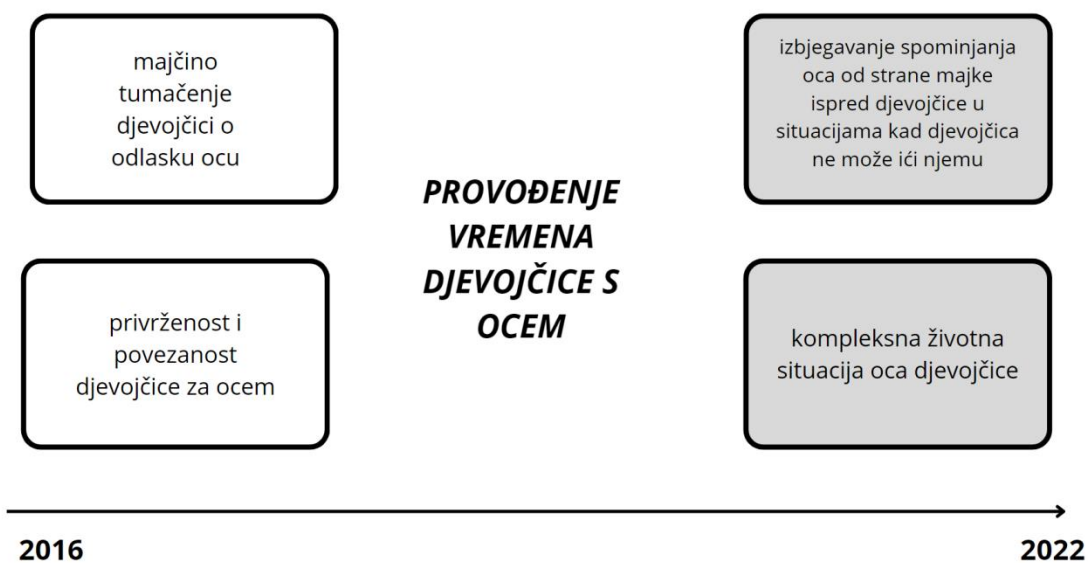 majčino
tumačenje
djevojčici o
odlasku ocu
privrženost i
povezanost
djevojčice za ocem
PROVOĐENJE
VREMENA
DJEVOJČICE S
OCEM
izbjegavanje spominjanja
oca od strane majke
ispred djevojčice u
situacijama kad djevojčica
ne može ići njemu
kompleksna životna
situacija oca djevojčice
2016
2022